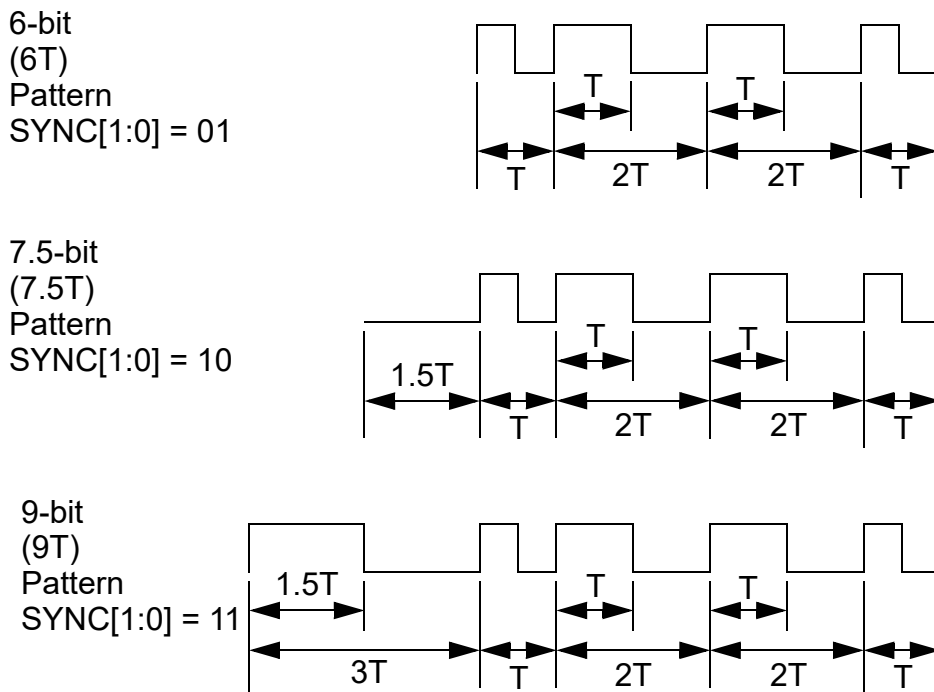 6-bit
(6T)
Pattern
SYNC[1:0] = 01
T T
T 2T 2T T
7.5-bit
(7.5T)
Pattern
SYNC[1:0] = 10
T T
1.5T
T 2T 2T T
9-bit
(9T)
Pattern
SYNC[1:0] = 11
1.5T T T
3T T 2T 2T T